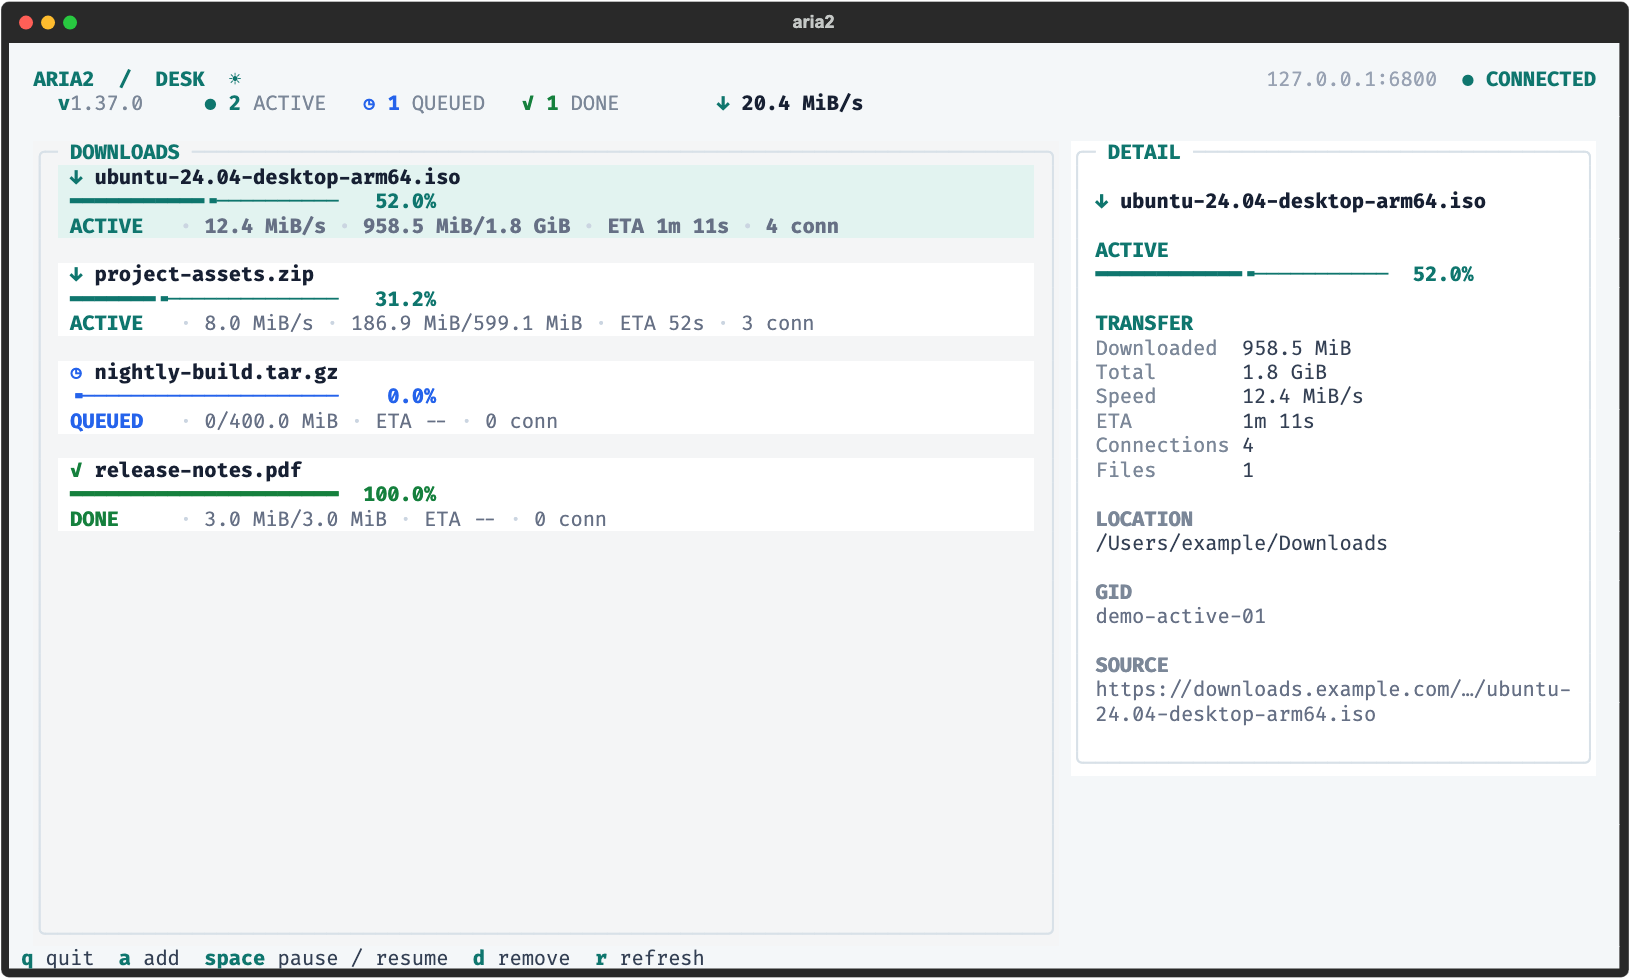 aria2
ARIA2 / DESK ☀ 127.0.0.1:6800 ● CONNECTED
v1.37.0 ● 2 ACTIVE ◷ 1 QUEUED √ 1 DONE ↓ 20.4 MiB/s
DOWNLOADS
↓ ubuntu-24.04-desktop-arm64.iso
52.0%
ACTIVE · 12.4 MiB/s · 958.5 MiB/1.8 GiB · ETA 1m 11s · 4 conn
↓ project-assets.zip
31.2%
ACTIVE · 8.0 MiB/s · 186.9 MiB/599.1 MiB · ETA 52s · 3 conn
◷ nightly-build.tar.gz
0.0%
QUEUED · 0/400.0 MiB · ETA -- · 0 conn
√ release-notes.pdf
100.0%
DONE · 3.0 MiB/3.0 MiB · ETA -- · 0 conn
DETAIL
↓ ubuntu-24.04-desktop-arm64.iso
ACTIVE
52.0%
TRANSFER
Downloaded 958.5 MiB
Total 1.8 GiB
Speed 12.4 MiB/s
ETA 1m 11s
Connections 4
Files 1
LOCATION
/Users/example/Downloads
GID
demo-active-01
SOURCE
https://downloads.example.com/…/ubuntu-
24.04-desktop-arm64.iso
q quit a add space pause / resume d remove r refresh